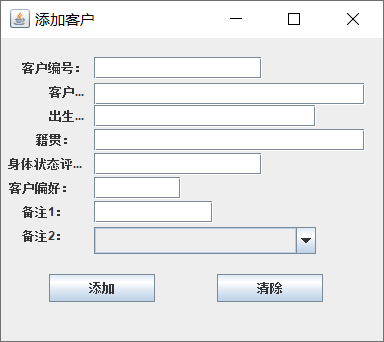 添加客户
客户编号：
客户...
出生...
籍贯：
身体状态评...
客户偏好：
备注1：
备注2：
添加 清除